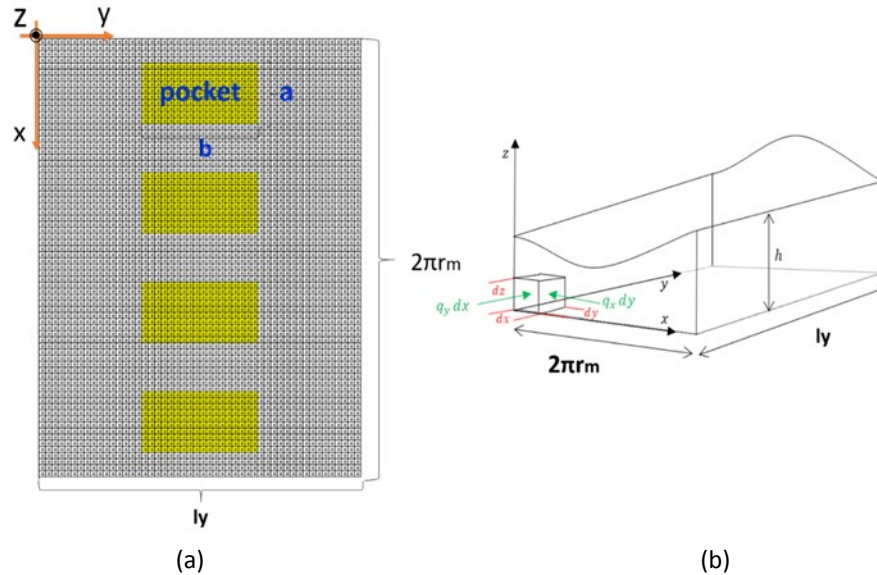 z
y
x
pocket
a
b
2πrm
ly
(a)
z
h
dz
qy dx
qx dy
dx
dy
y
x
2πrm
ly
(b)